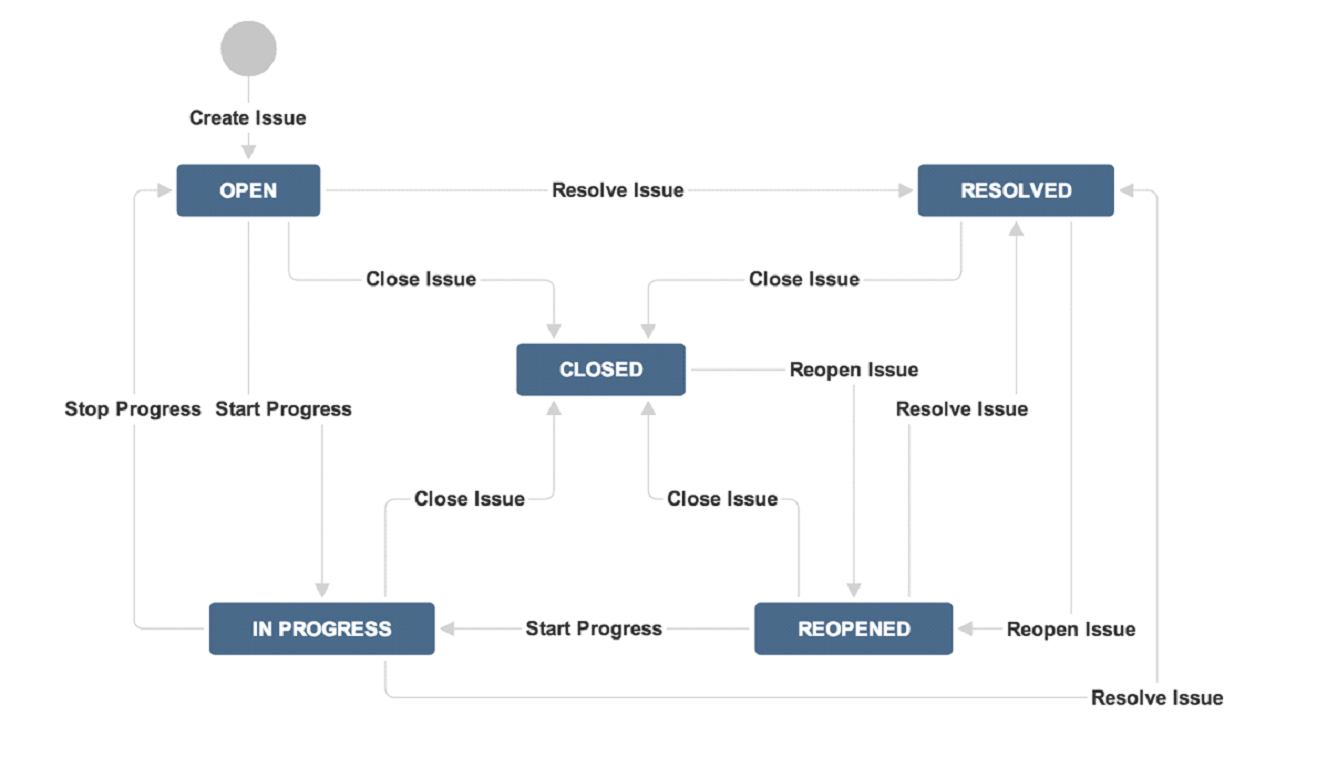 Create Issue
OPEN
Resolve Issue
RESOLVED
Close Issue
Close Issue
CLOSED
Reopen Issue
Stop Progress
Start Progress
Resolve Issue
Close Issue
Close Issue
IN PROGRESS
Start Progress
REOPENED
Reopen Issue
Resolve Issue